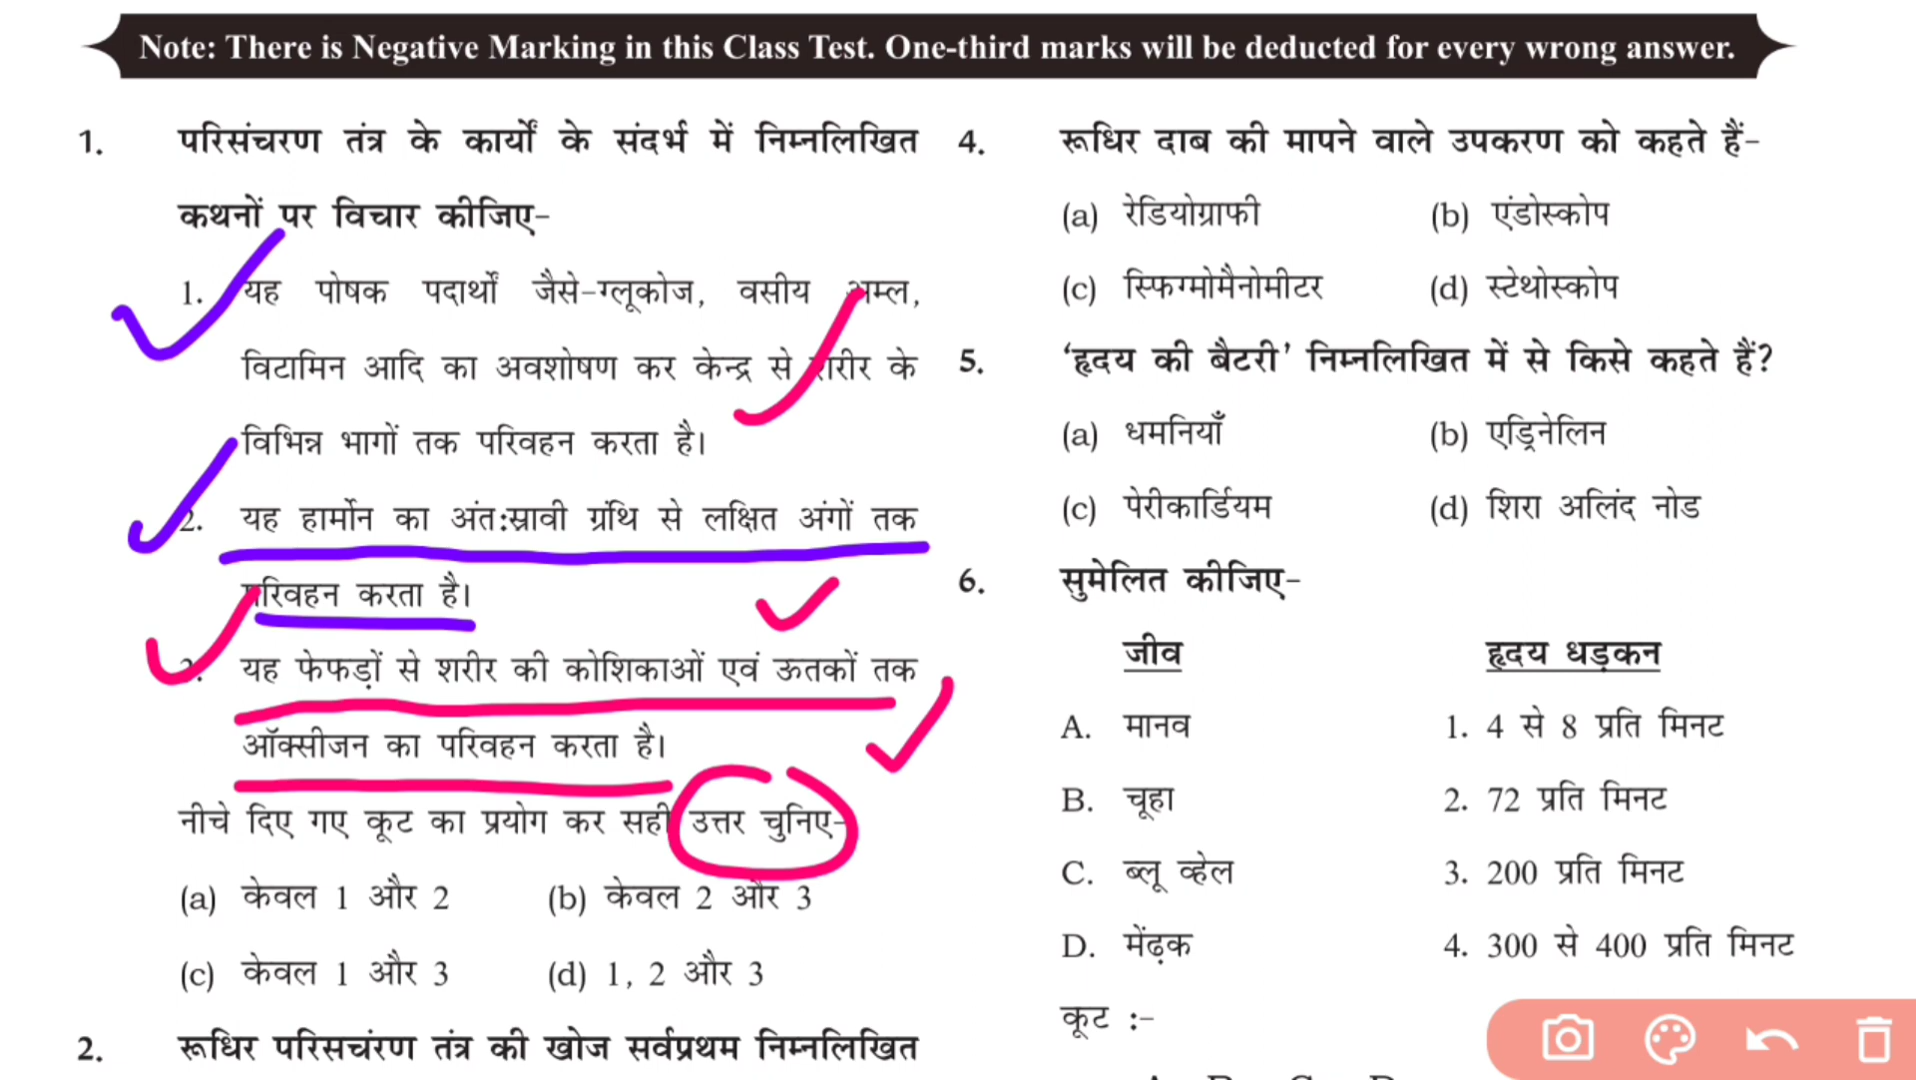 Note: There is Negative Marking in this Class Test. One-third marks will be deducted for every wrong answer.
1. परिसंचरण तंत्र के कार्यों के संदर्भ में निम्नलिखित
कथनों पर विचार कीजिए-
1. यह पोषक पदार्थों जैसे-ग्लूकोज, वसीय अम्ल,
विटामिन आदि का अवशोषण कर केन्द्र से शरीर के
विभिन्न भागों तक परिवहन करता है।
2. यह हार्मोन का अंत:स्रावी ग्रंथि से लक्षित अंगों तक
परिवहन करता है।
3. यह फेफड़ों से शरीर की कोशिकाओं एवं ऊतकों तक
ऑक्सीजन का परिवहन करता है।
नीचे दिए गए कूट का प्रयोग कर सही उत्तर चुनिए-
(a) केवल 1 और 2 (b) केवल 2 और 3
(c) केवल 1 और 3 (d) 1, 2 और 3
2. रूधिर परिसचंरण तंत्र की खोज सर्वप्रथम निम्नलिखित
4. रूधिर दाब की मापने वाले उपकरण को कहते हैं-
(a) रेडियोग्राफी (b) एंडोस्कोप
(c) स्फिग्मोमैनोमीटर (d) स्टेथोस्कोप
5. ‘हृदय की बैटरी’ निम्नलिखित में से किसे कहते हैं?
(a) धमनियाँ (b) एड्रिनेलिन
(c) पेरीकार्डियम (d) शिरा अलिंद नोड
6. सुमेलित कीजिए-
जीव हृदय धड़कन
A. मानव 1. 4 से 8 प्रति मिनट
B. चूहा 2. 72 प्रति मिनट
C. ब्लू व्हेल 3. 200 प्रति मिनट
D. मेंढ़क 4. 300 से 400 प्रति मिनट
कूट :-